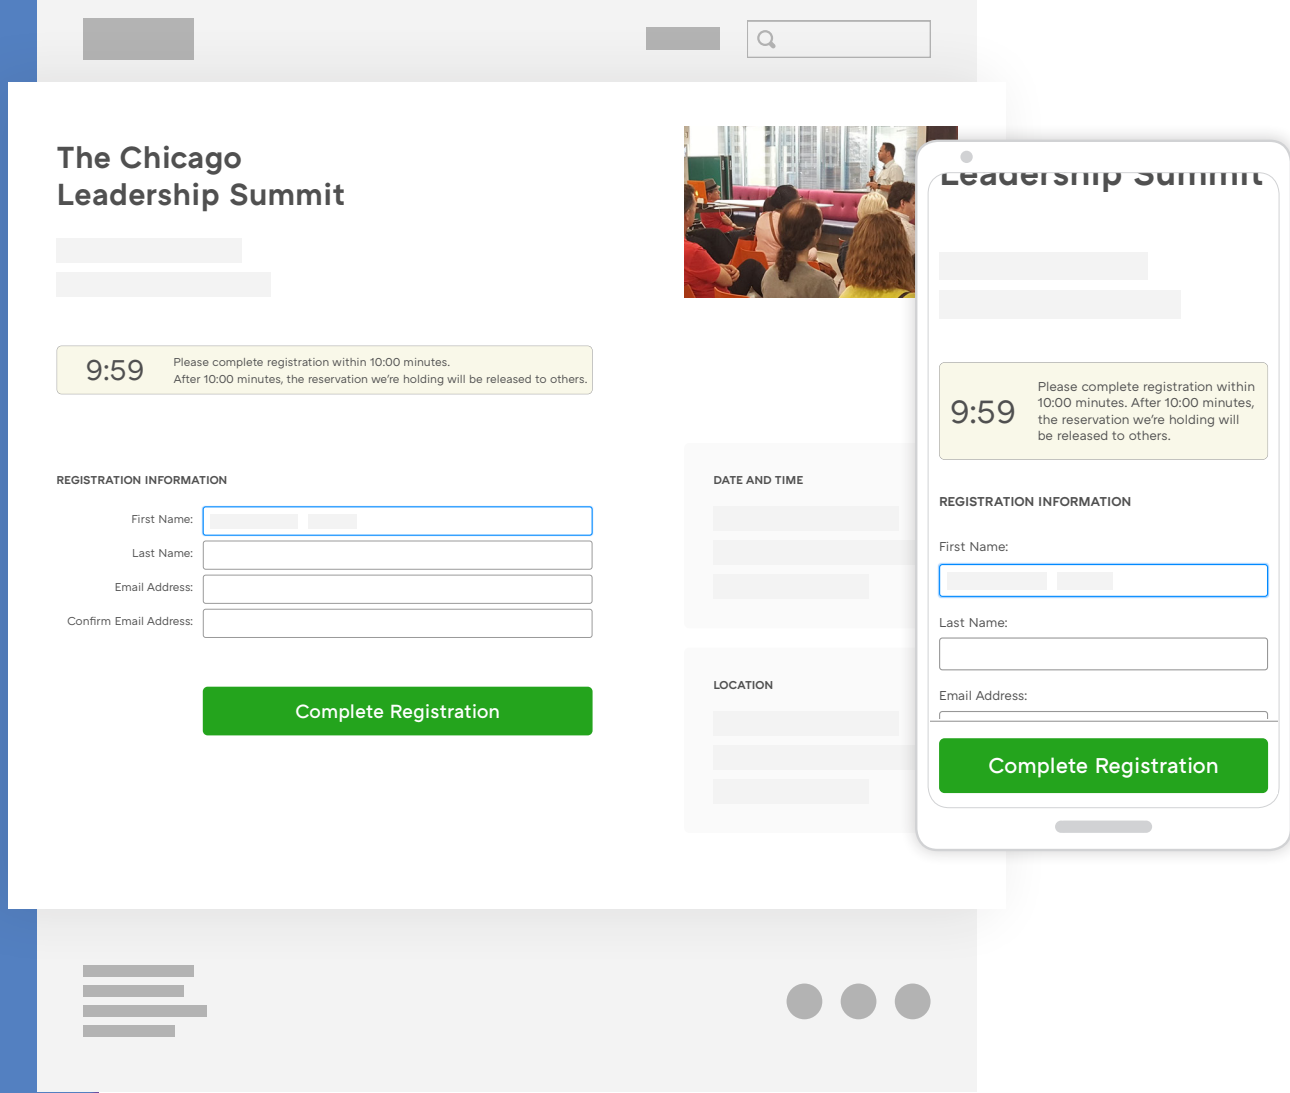 The Chicago
Leadership Summit
9:59
Please complete registration within 10:00 minutes.
After 10:00 minutes, the reservation we're holding will be released to others.
REGISTRATION INFORMATION
First Name:
Last Name:
Email Address:
Confirm Email Address:
Complete Registration
DATE AND TIME
LOCATION
Leadership Summit
9:59
Please complete registration within
10:00 minutes. After 10:00 minutes,
the reservation we're holding will
be released to others.
REGISTRATION INFORMATION
First Name:
Last Name:
Email Address:
Complete Registration